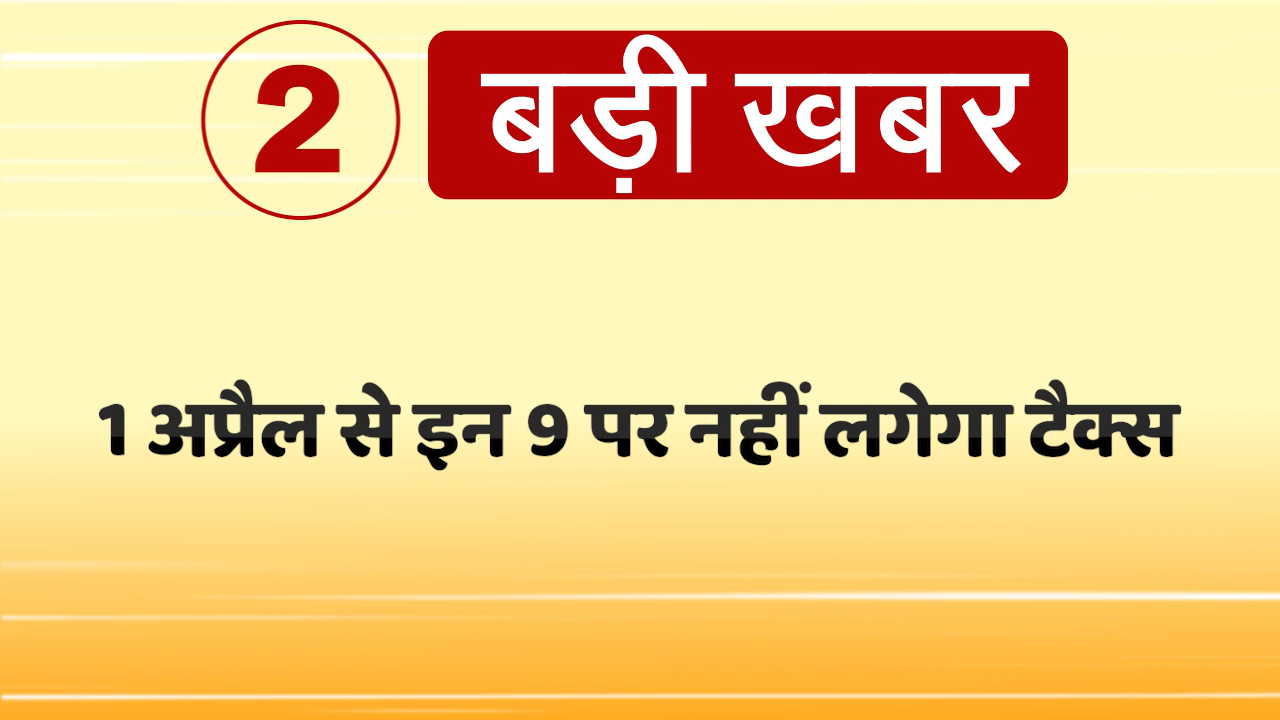 2 बड़ी खबर
1 अप्रैल से इन 9 पर नहीं लगेगा टैक्स